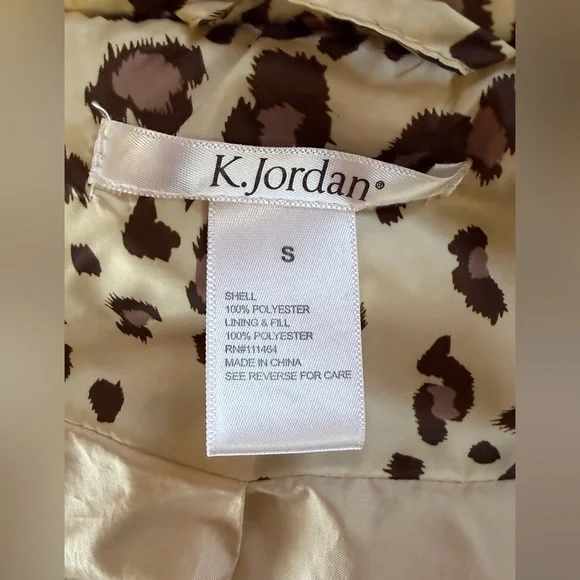 K.Jordan®
S
SHELL
100% POLYESTER
LINING & FILL
100% POLYESTER
RN#111464
MADE IN CHINA
SEE REVERSE FOR CARE